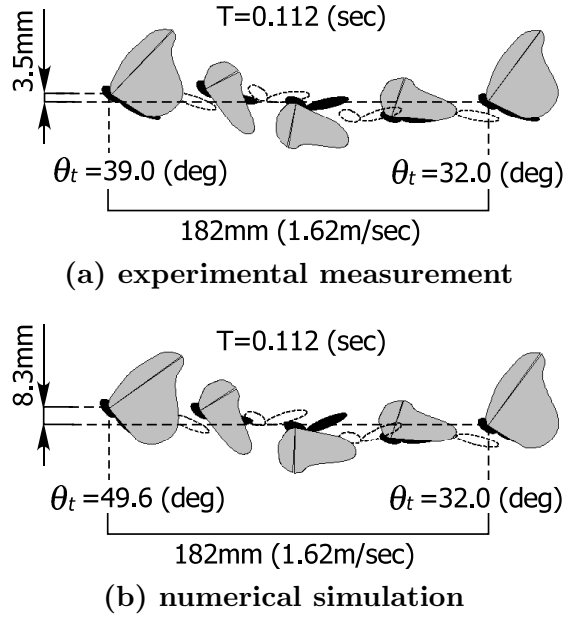 T=0.112 (sec)
3.5mm
θt =39.0 (deg)
θt =32.0 (deg)
182mm (1.62m/sec)
(a) experimental measurement
T=0.112 (sec)
8.3mm
θt =49.6 (deg)
θt =32.0 (deg)
182mm (1.62m/sec)
(b) numerical simulation